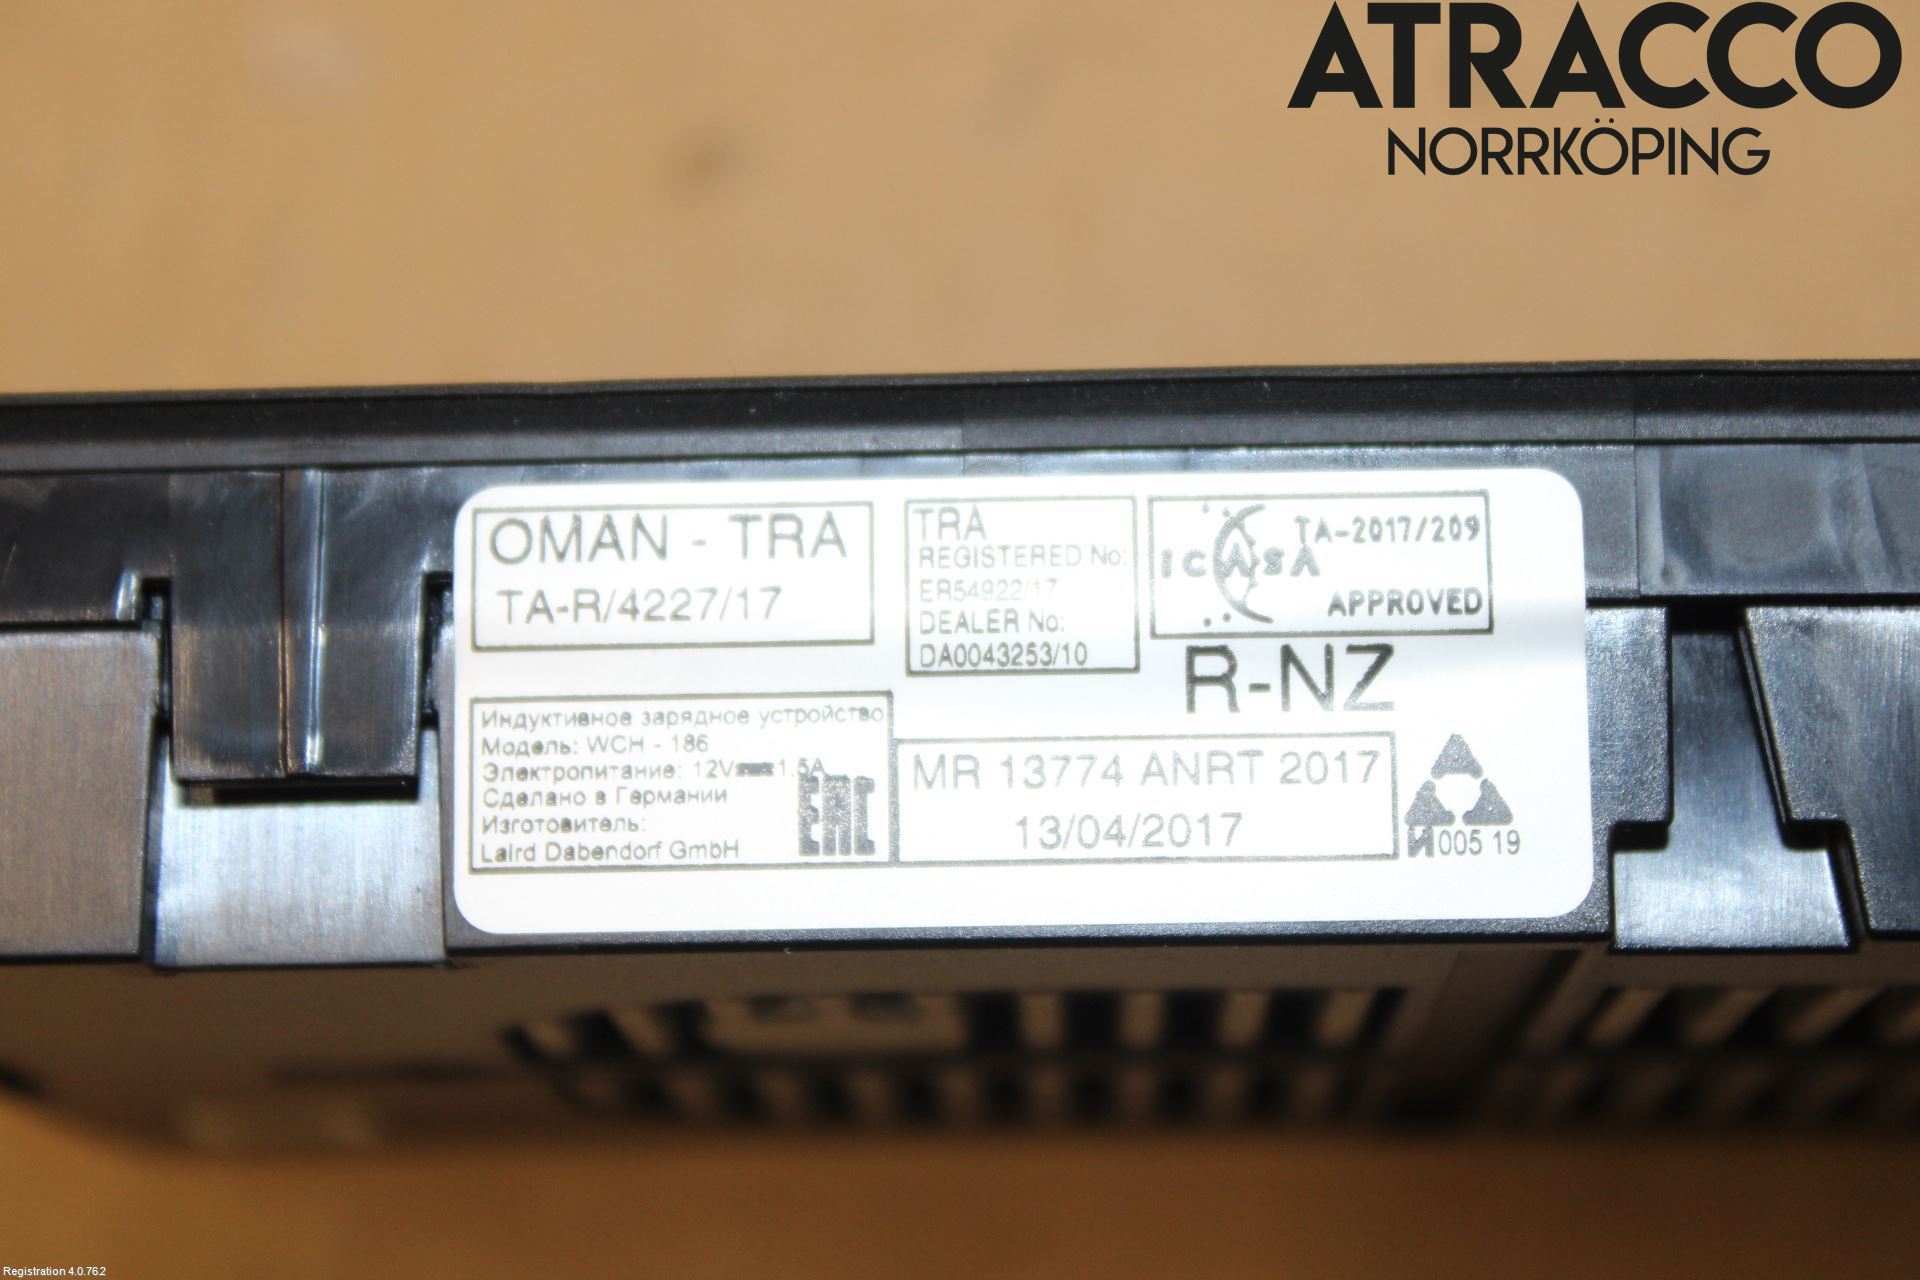 ATRACCO
NORRKÖPING
OMAN - TRA
TA-R/4227/17
TRA
REGISTERED No:
ER54922/17
DEALER No:
DA0043253/10
ICASA
TA-2017/209
APPROVED
R-NZ
Индуктивное зарядное устройство
Модель: WCH - 186
Электропитание: 12V 1.5A
Сделано в Германии
Изготовитель:
Laird Dabendorf GmbH
EAC
MR 13774 ANRT 2017
13/04/2017
И005 19
Registration 4.0.762